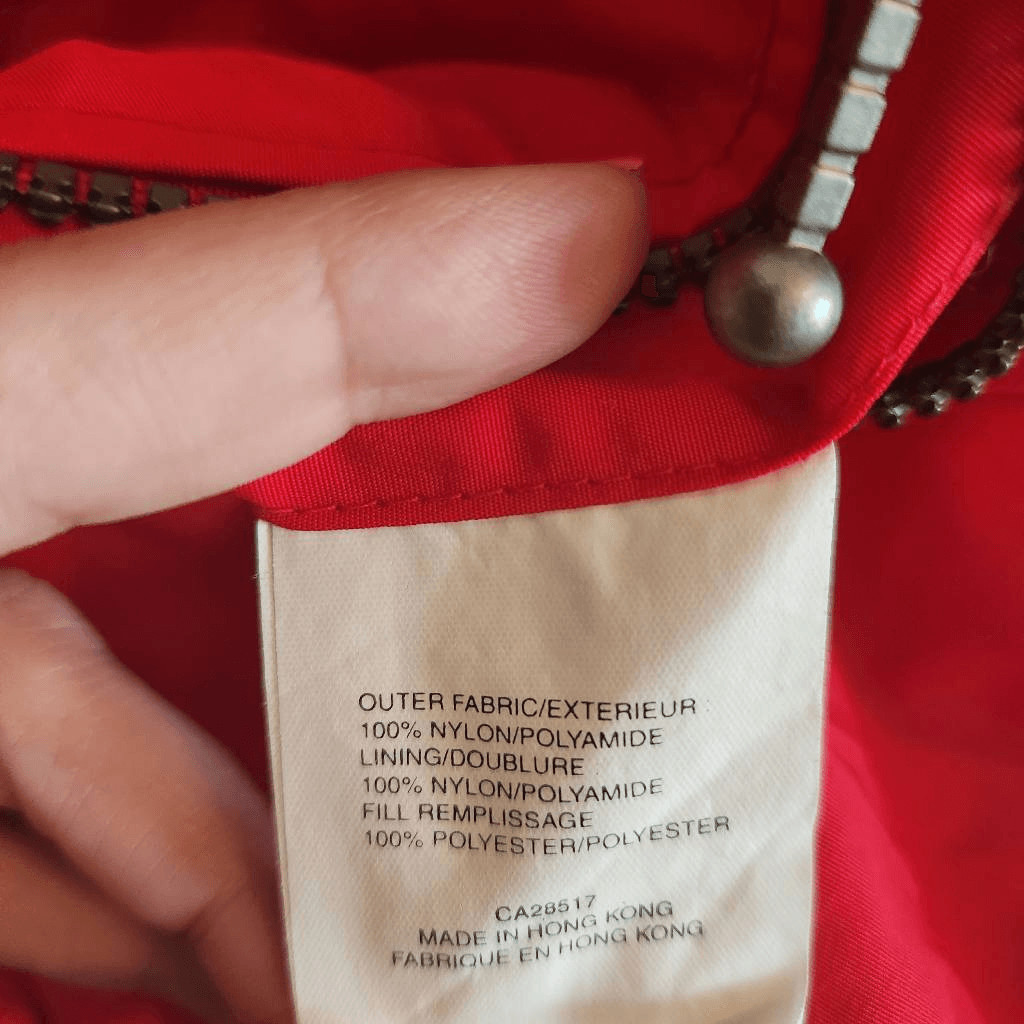 OUTER FABRIC/EXTERIEUR :
100% NYLON/POLYAMIDE
LINING/DOUBLURE
100% NYLON/POLYAMIDE
FILL REMPLISSAGE
100% POLYESTER/POLYESTER
CA28517
MADE IN HONG KONG
FABRIQUE EN HONG KONG